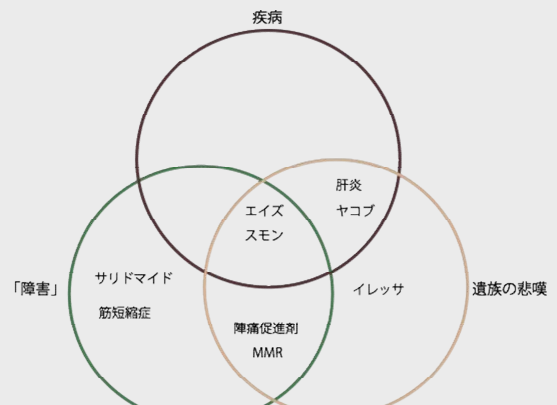 疾病
肝炎
エイズ
ヤコブ
スモン
「障害」
サリドマイド
イレッサ
遺族の悲嘆
筋短縮症
陣痛促進剤
MMR